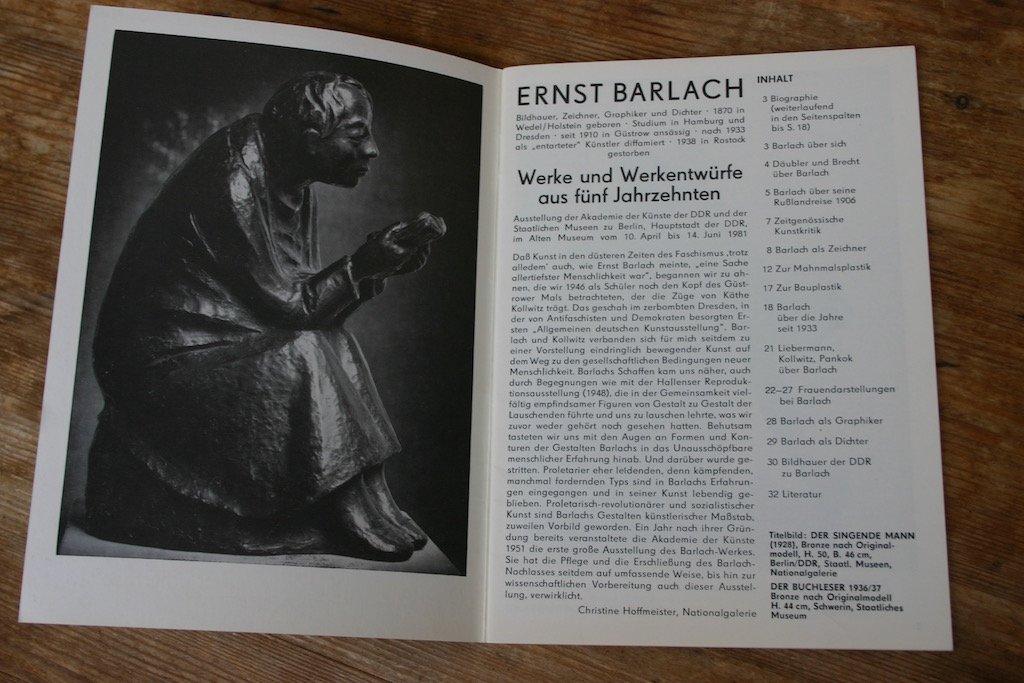 ERNST BARLACH
Bildhauer, Zeichner, Graphiker und Dichter · 1870 in
Wedel/Holstein geboren · Studium in Hamburg und
Dresden · seit 1910 in Güstrow ansässig · nach 1933
als „entarteter" Künstler diffamiert · 1938 in Rostock
gestorben
Werke und Werkentwürfe
aus fünf Jahrzehnten
Ausstellung der Akademie der Künste der DDR und der
Staatlichen Museen zu Berlin, Hauptstadt der DDR,
im Alten Museum vom 10. April bis 14. Juni 1981
Daß Kunst in den düsteren Zeiten des Faschismus ‚trotz
alledem' auch, wie Ernst Barlach meinte, „eine Sache
allertiefster Menschlichkeit war", begannen wir zu ah-
nen, die wir 1946 als Schüler noch den Kopf des Güst-
rower Mals betrachteten, der die Züge von Käthe
Kollwitz trägt. Das geschah im zerbombten Dresden, in
der von Antifaschisten und Demokraten besorgten Er-
sten „Allgemeinen deutschen Kunstausstellung". Bar-
lach und Kollwitz verbanden sich für mich seitdem zu
einer Vorstellung eindringlich bewegender Kunst auf
dem Weg zu den gesellschaftlichen Bedingungen neuer
Menschlichkeit. Barlachs Schaffen kam uns näher, auch
durch Begegnungen wie mit der Hallenser Reproduk-
tionsausstellung (1948), die in der Gemeinsamkeit viel-
fältig empfindsamer Figuren von Gestalt zu Gestalt der
Lauschenden führte und uns zu lauschen lehrte, was wir
zuvor weder gehört noch gesehen hatten. Behutsam
tasteten wir uns mit den Augen an Formen und Kon-
turen der Gestalten Barlachs in das Unausschöpfbare
menschlicher Erfahrung hinab. Und darüber wurde ge-
stritten. Proletarier eher leidenden, denn kämpfenden,
manchmal fordernden Typs sind in Barlachs Erfahrun-
gen eingegangen und in seiner Kunst lebendig ge-
blieben. Proletarisch-revolutionärer und sozialistischer
Kunst sind Barlachs Gestalten künstlerischer Maßstab,
zuweilen Vorbild geworden. Ein Jahr nach ihrer Grün-
dung bereits veranstaltete die Akademie der Künste
1951 die erste große Ausstellung des Barlach-Werkes.
Sie hat die Pflege und die Erschließung des Barlach-
Nachlasses seitdem auf umfassende Weise, bis hin zur
wissenschaftlichen Vorbereitung auch dieser Ausstel-
lung, verwirklicht.
Christine Hoffmeister, Nationalgalerie
INHALT
3 Biographie
(weiterlaufend
in den Seitenspalten
bis S. 18)
3 Barlach über sich
4 Däubler und Brecht
über Barlach
5 Barlach über seine
Rußlandreise 1906
7 Zeitgenössische
Kunstkritik
8 Barlach als Zeichner
12 Zur Mahnmalsplastik
17 Zur Bauplastik
18 Barlach
über die Jahre
seit 1933
21 Liebermann,
Kollwitz, Pankok
über Barlach
22–27 Frauendarstellungen
bei Barlach
28 Barlach als Graphiker
29 Barlach als Dichter
30 Bildhauer der DDR
zu Barlach
32 Literatur
Titelbild: DER SINGENDE MANN
(1928), Bronze nach Original-
modell, H. 50, B. 46 cm,
Berlin/DDR, Staatl. Museen,
Nationalgalerie
DER BUCHLESER 1936/37
Bronze nach Originalmodell
H. 44 cm, Schwerin, Staatliches
Museum